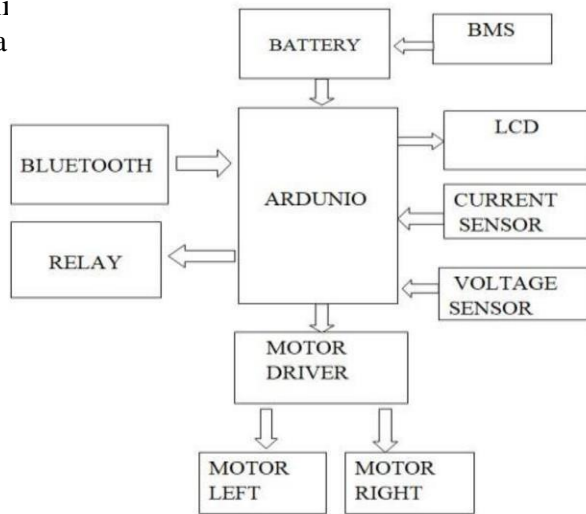 a
BATTERY
BMS
BLUETOOTH
ARDUNIO
LCD
RELAY
CURRENT
SENSOR
VOLTAGE
SENSOR
MOTOR
DRIVER
MOTOR
LEFT
MOTOR
RIGHT